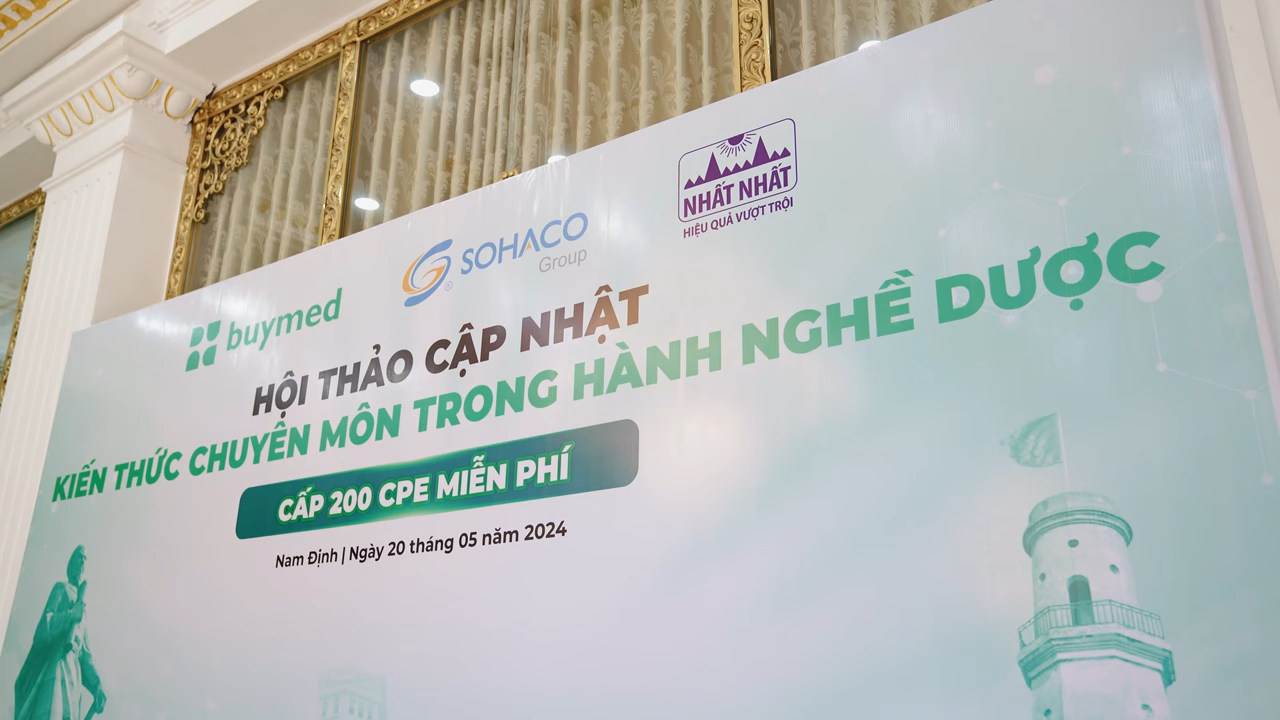 buymed
SOHACO
Group
®
NHẤT NHẤT
HIỆU QUẢ VƯỢT TRỘI
HỘI THẢO CẬP NHẬT
KIẾN THỨC CHUYÊN MÔN TRONG HÀNH NGHỀ DƯỢC
CẤP 200 CPE MIỄN PHÍ
Nam Định | Ngày 20 tháng 05 năm 2024